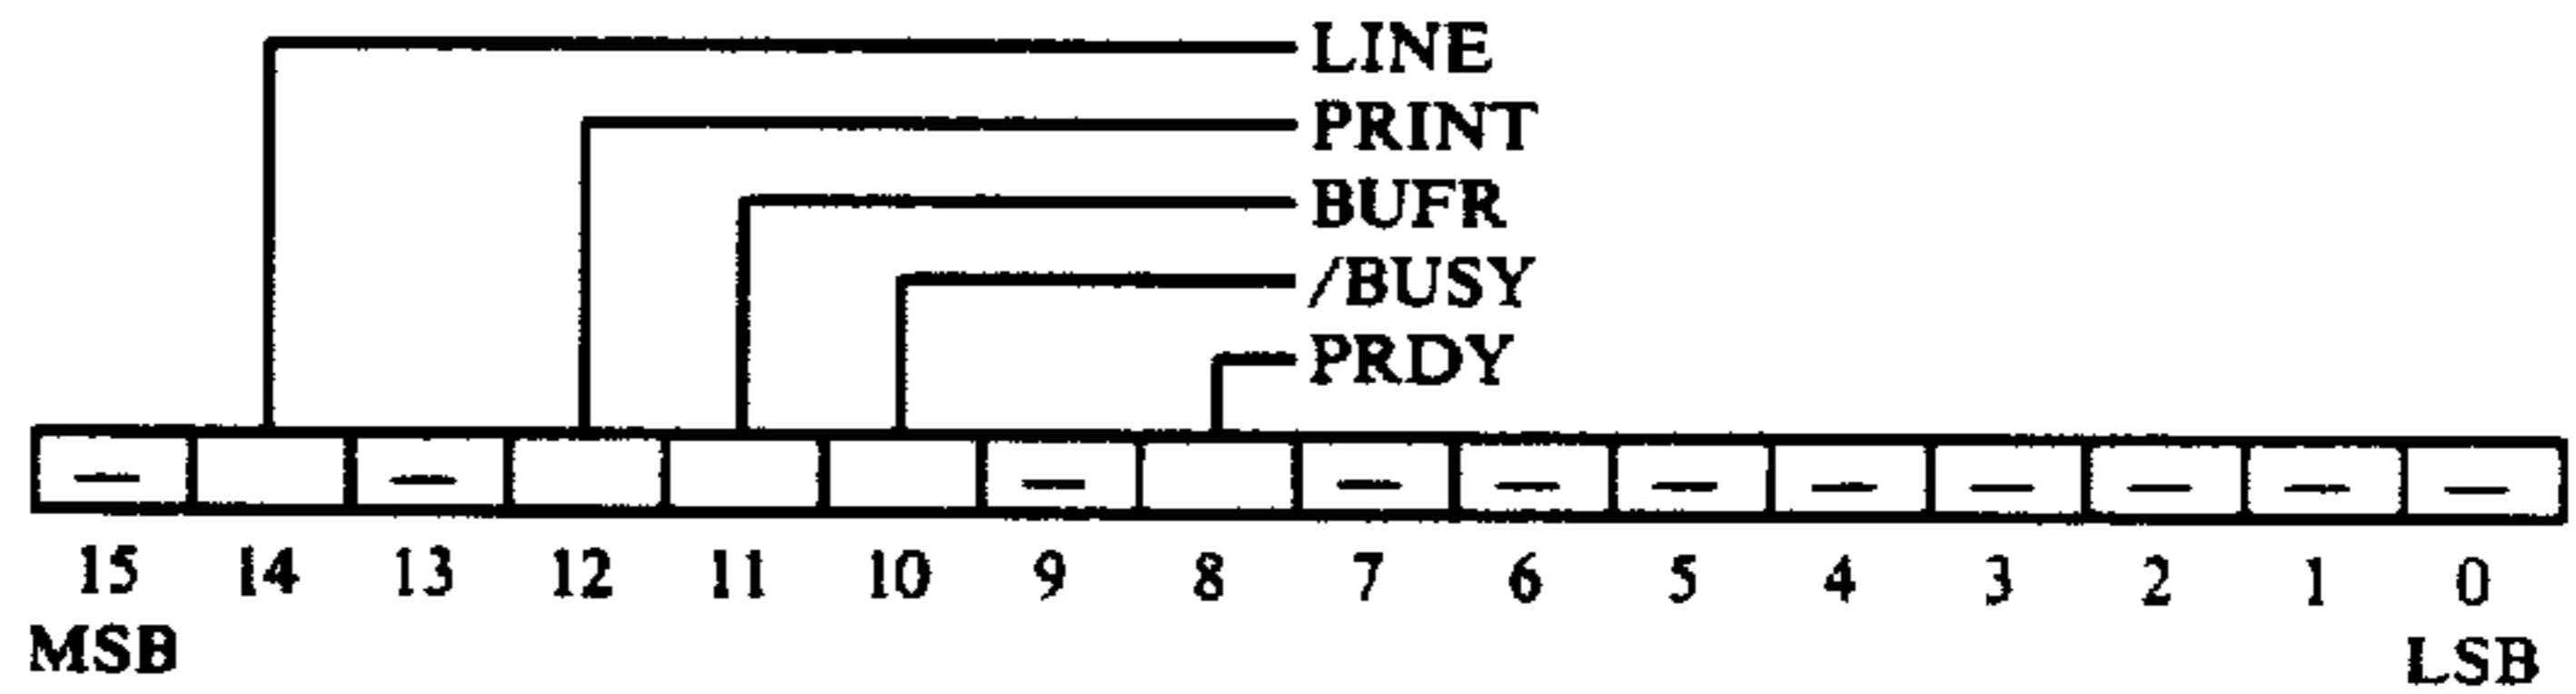 LINE
PRINT
BUFR
/BUSY
PRDY
— — — — — — — — — — —
15 14 13 12 11 10 9 8 7 6 5 4 3 2 1 0
MSB LSB